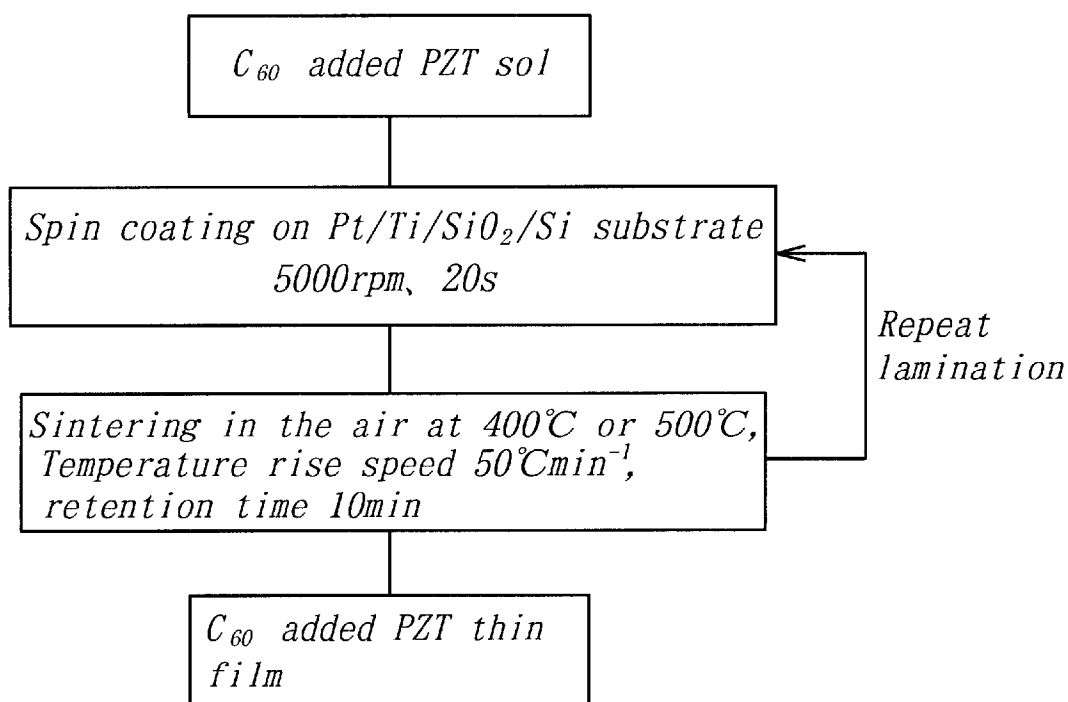 C₆₀ added PZT sol
Spin coating on Pt/Ti/SiO₂/Si substrate
5000rpm、20s
Repeat
lamination
Sintering in the air at 400℃ or 500℃,
Temperature rise speed 50℃min⁻¹,
retention time 10min
C₆₀ added PZT thin
film